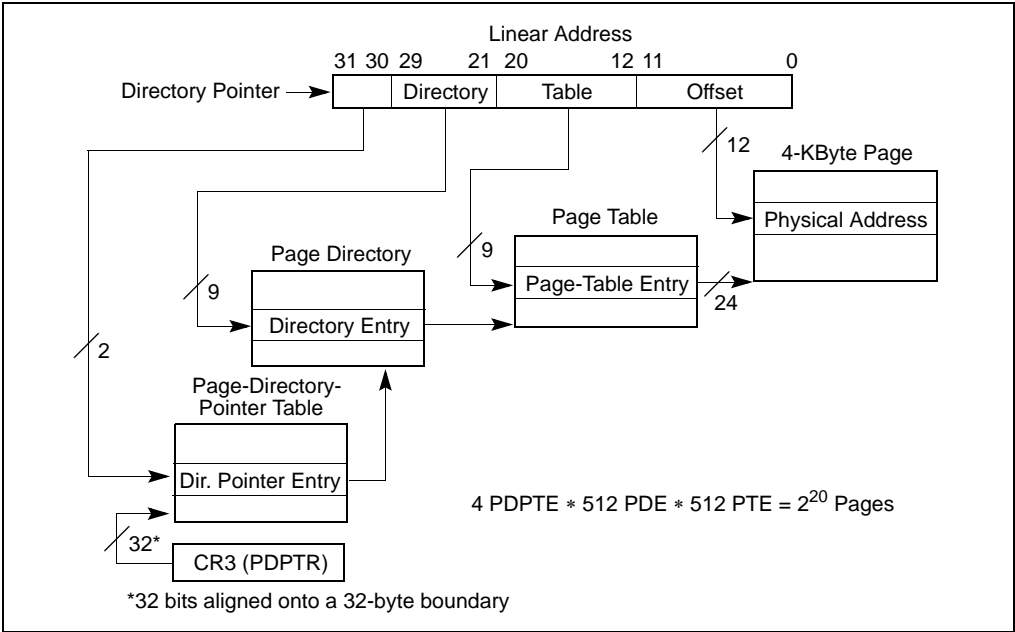 Linear Address
31 30 29 21 20 12 11 0
Directory Pointer Directory Table Offset
12
4-KByte Page
Physical Address
Page Table
9
Page-Table Entry
24
Page Directory
9
Directory Entry
2
Page-Directory-
Pointer Table
Dir. Pointer Entry
4 PDPTE ∗ 512 PDE ∗ 512 PTE = 2²⁰ Pages
32*
CR3 (PDPTR)
*32 bits aligned onto a 32-byte boundary